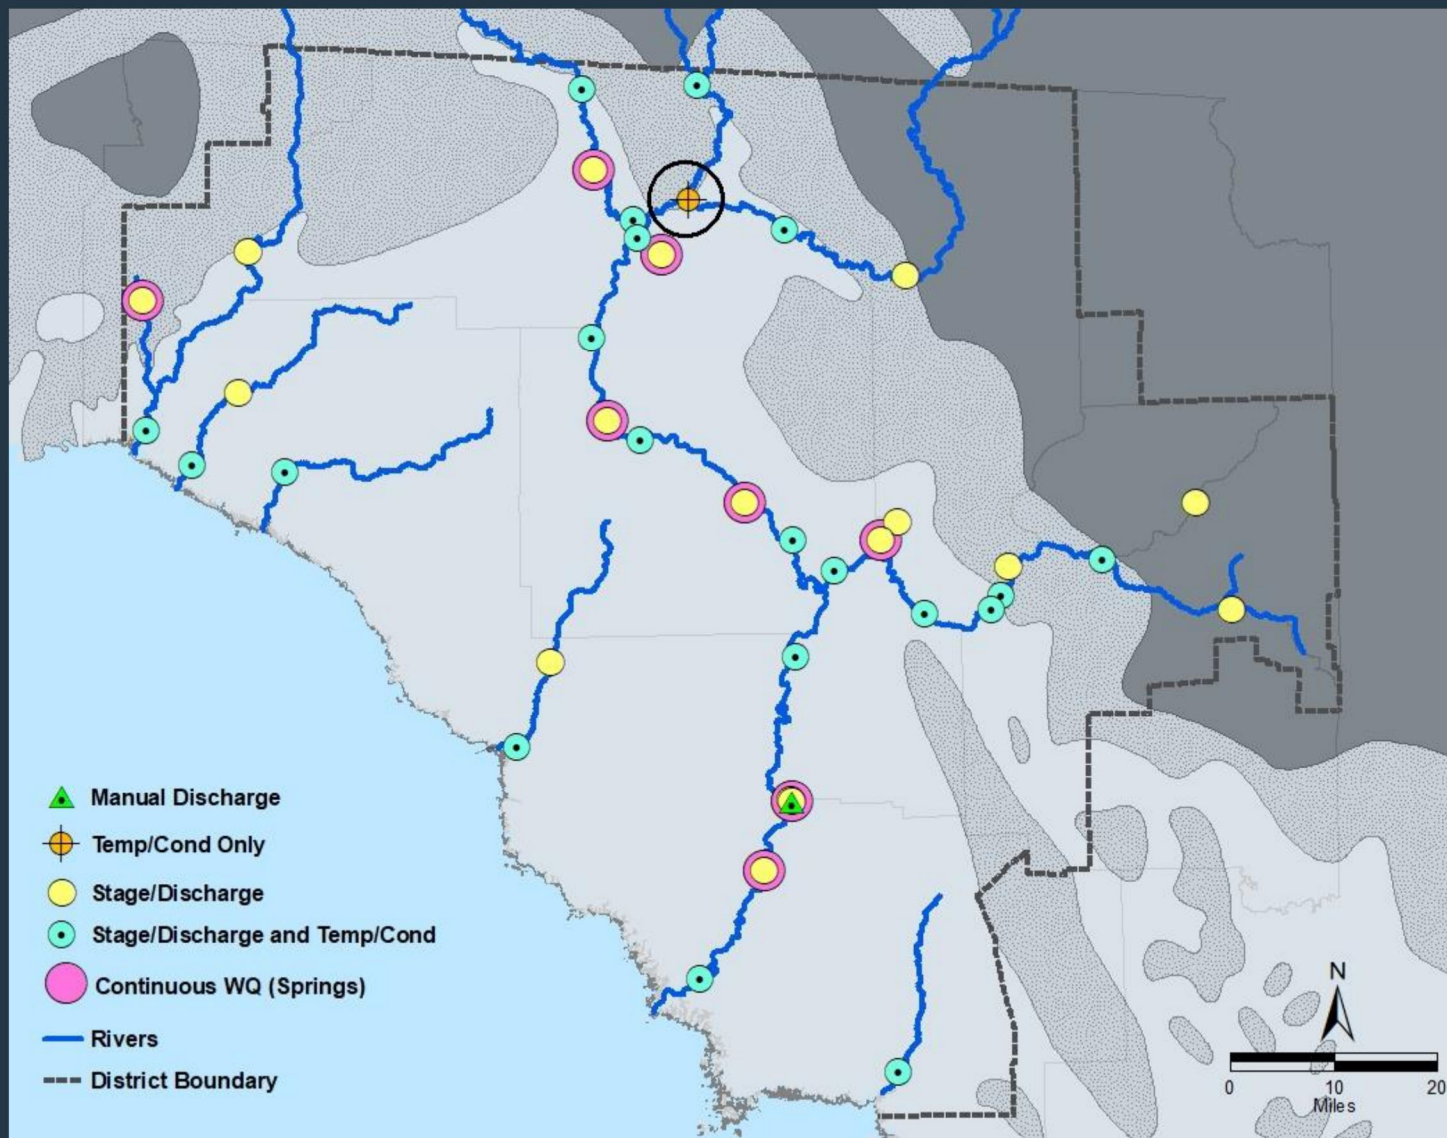 Manual Discharge
Temp/Cond Only
Stage/Discharge
Stage/Discharge and Temp/Cond
Continuous WQ (Springs)
Rivers
District Boundary
N
0 10 20
Miles